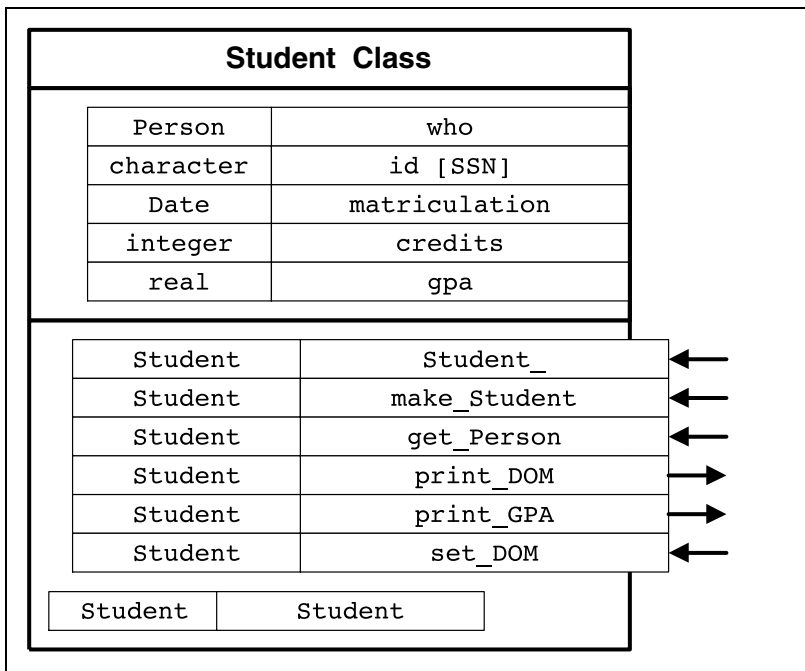 Student Class
Person who
character id [SSN]
Date matriculation
integer credits
real gpa
Student Student_
Student make_Student
Student get_Person
Student print_DOM
Student print_GPA
Student set_DOM
Student Student